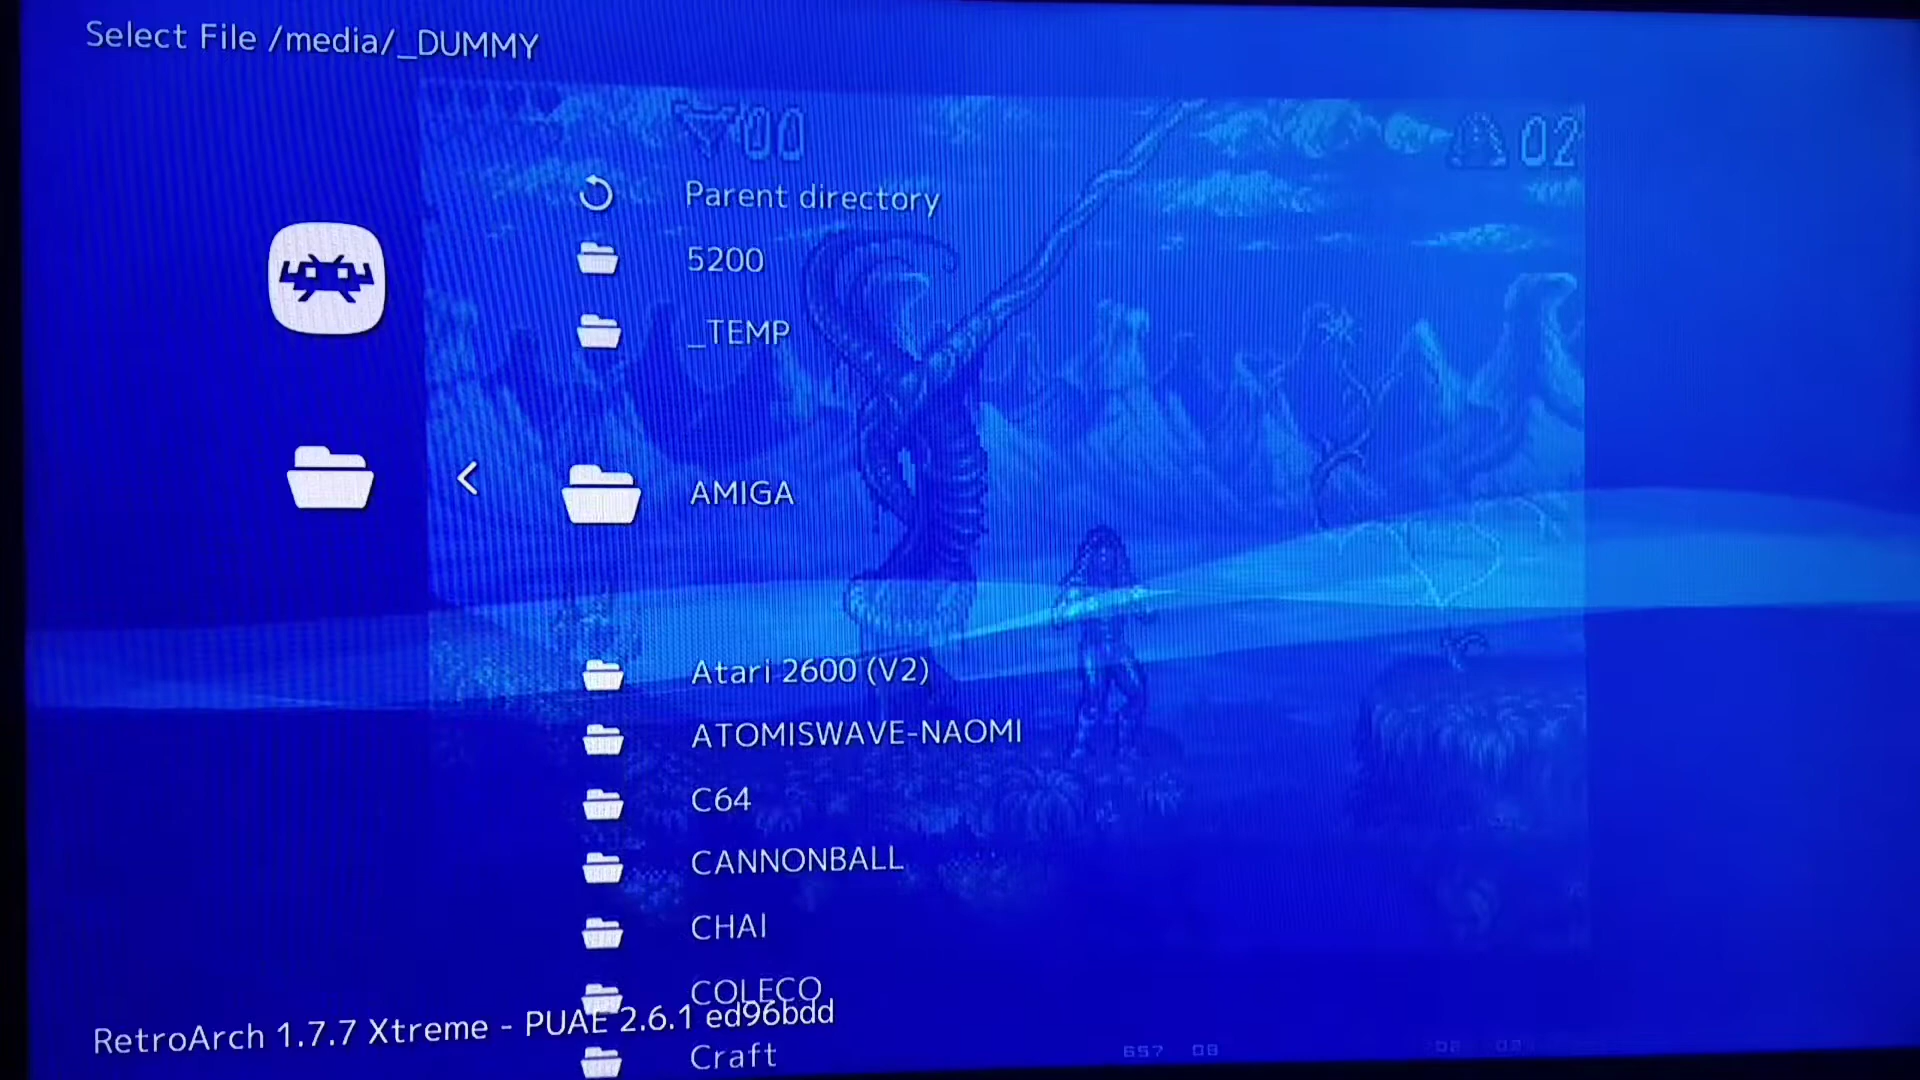 Select File /media/_DUMMY
00
02
Parent directory
5200
_TEMP
AMIGA
Atari 2600 (V2)
ATOMISWAVE-NAOMI
C64
CANNONBALL
CHAI
COLECO
RetroArch 1.7.7 Xtreme - PUAE 2.6.1 ed96bdd
Craft